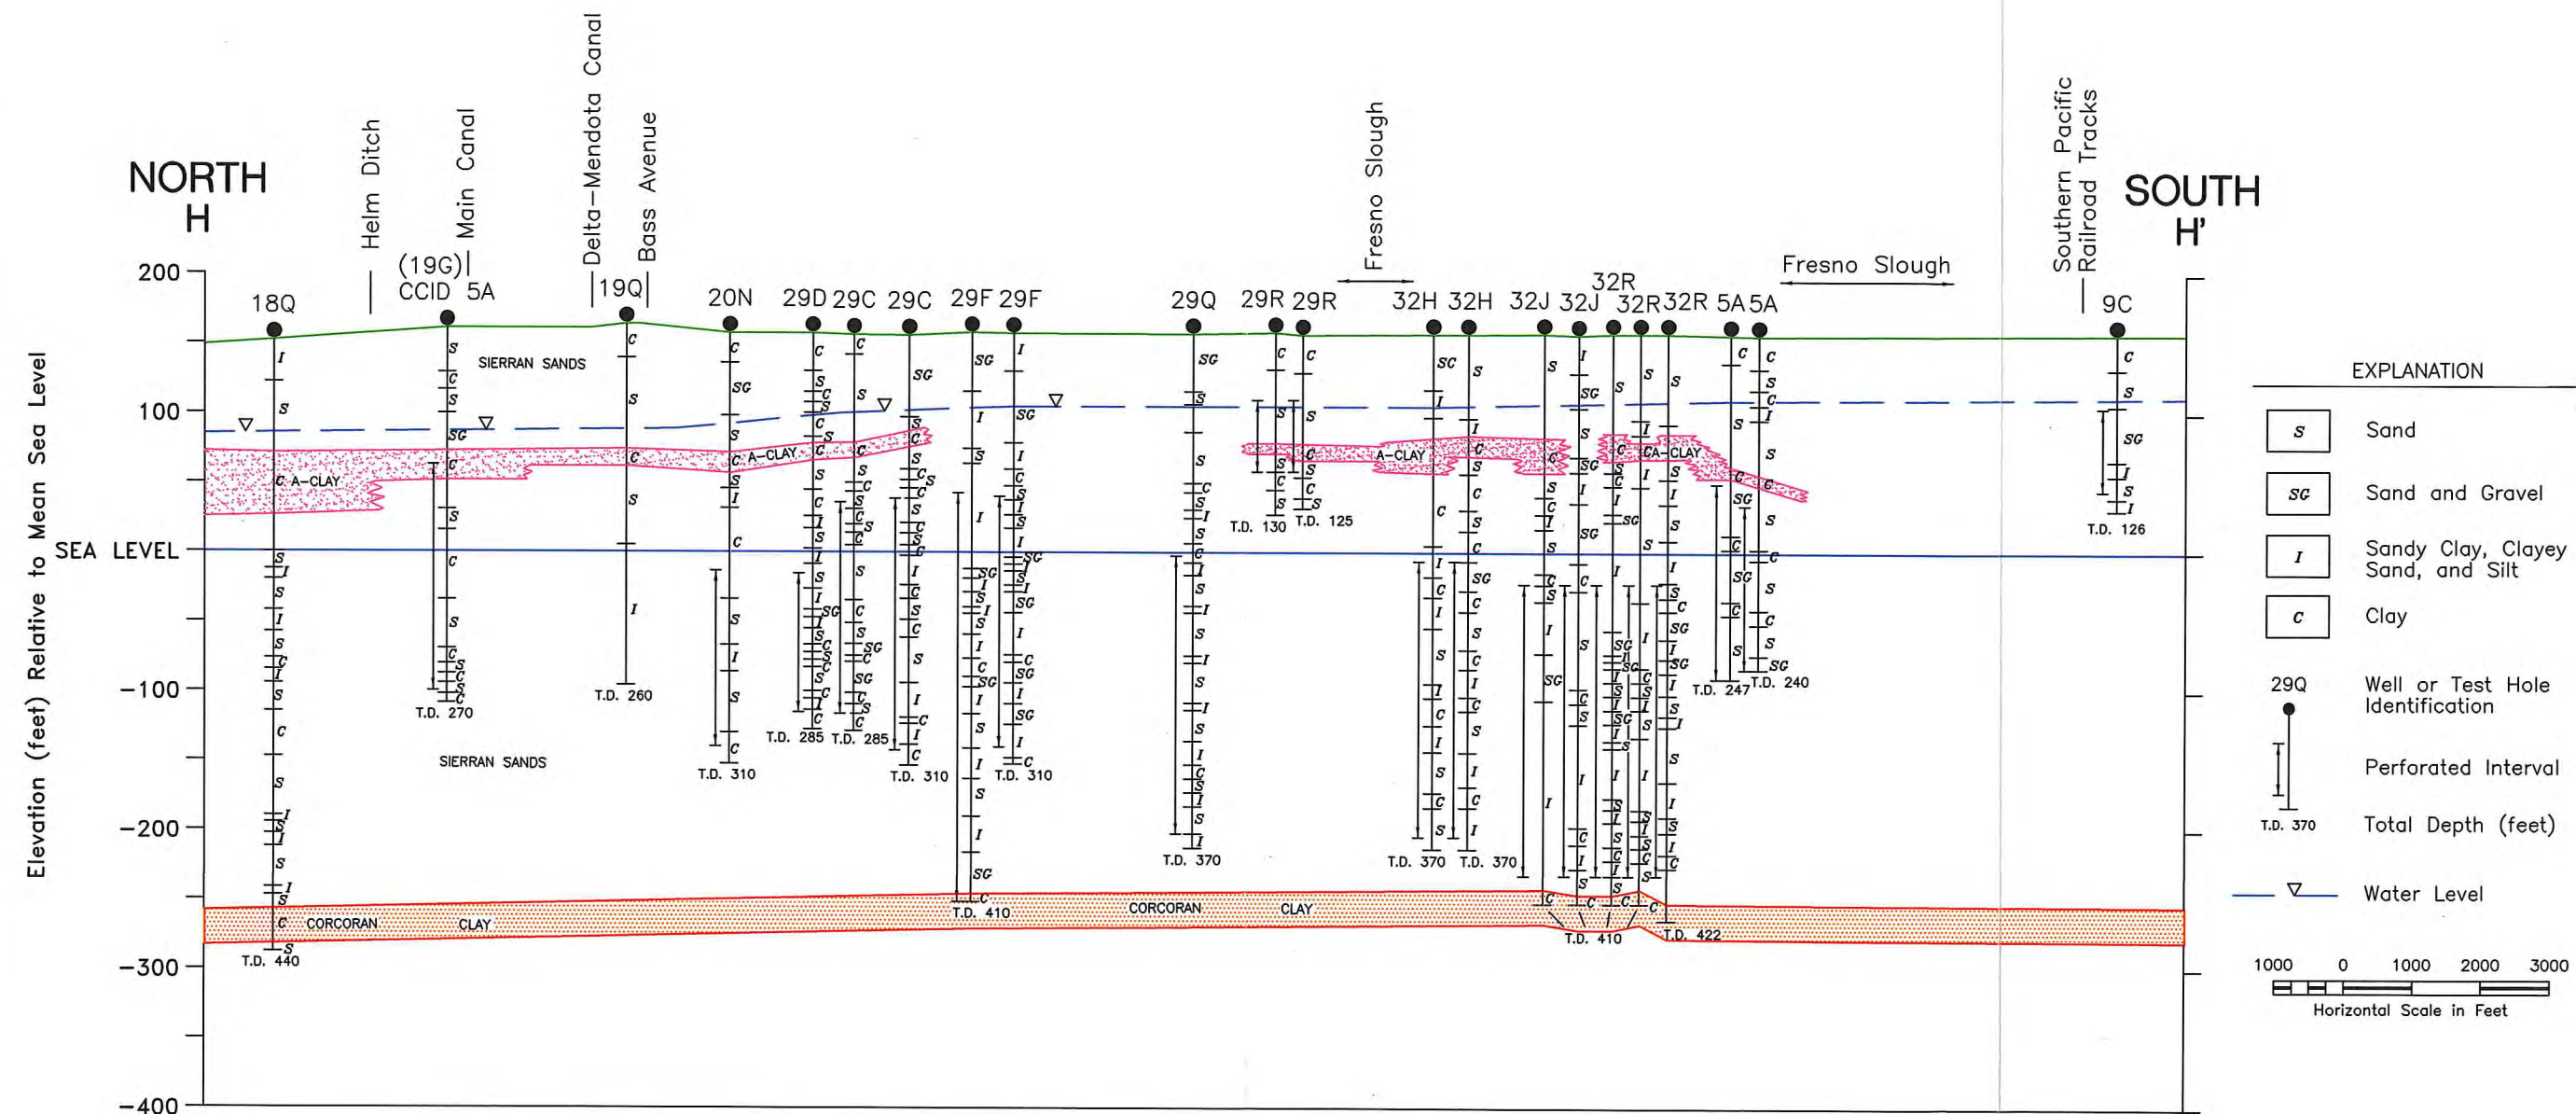 NORTH
H
Helm Ditch
Main Canal
Delta-Mendota Canal
Bass Avenue
Fresno Slough
Fresno Slough
Southern Pacific
Railroad Tracks
SOUTH
H'
Elevation (feet) Relative to Mean Sea Level
200
100
SEA LEVEL
-100
-200
-300
-400
18Q
(19G)
CCID 5A
19Q
20N
29D
29C
29C
29F
29F
29Q
29R
29R
32H
32H
32J
32J
32R
32R
32R
5A
5A
9C
SIERRAN SANDS
SIERRAN SANDS
A-CLAY
A-CLAY
A-CLAY
A-CLAY
CORCORAN CLAY
CORCORAN CLAY
T.D. 440
T.D. 270
T.D. 260
T.D. 310
T.D. 285
T.D. 285
T.D. 310
T.D. 410
T.D. 310
T.D. 370
T.D. 130
T.D. 125
T.D. 370
T.D. 370
T.D. 410
T.D. 422
T.D. 247
T.D. 240
T.D. 126
EXPLANATION
S Sand
SG Sand and Gravel
I Sandy Clay, Clayey
Sand, and Silt
C Clay
29Q Well or Test Hole
Identification
Perforated Interval
T.D. 370 Total Depth (feet)
Water Level
1000 0 1000 2000 3000
Horizontal Scale in Feet